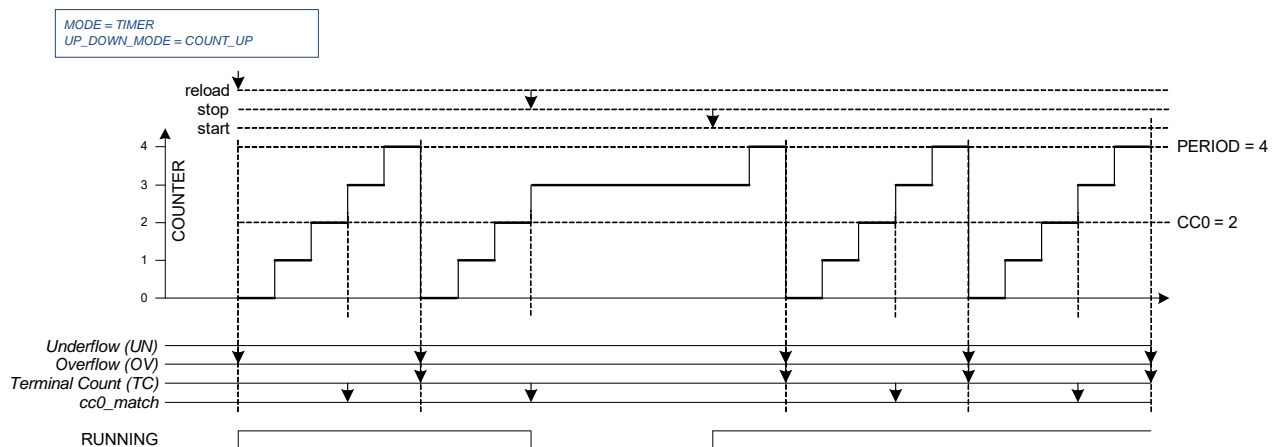 MODE = TIMER
UP_DOWN_MODE = COUNT_UP
reload
stop
start
4
PERIOD = 4
3
COUNTER
2
CC0 = 2
1
0
Underflow (UN)
Overflow (OV)
Terminal Count (TC)
cc0_match
RUNNING